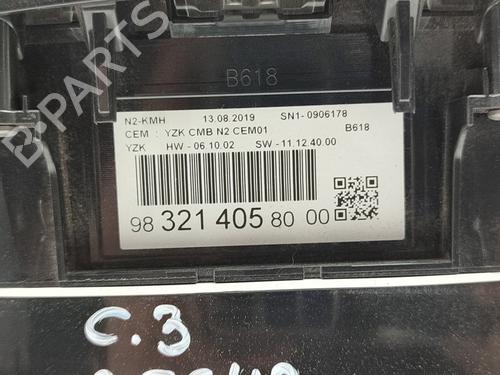 B618
N2-KMH 13.08.2019 SN1-0906178
CEM : YZK CMB N2 CEM01 B618
YZK HW - 06.10.02 SW - 11.12.40.00
98 321 405 80 00
C.3